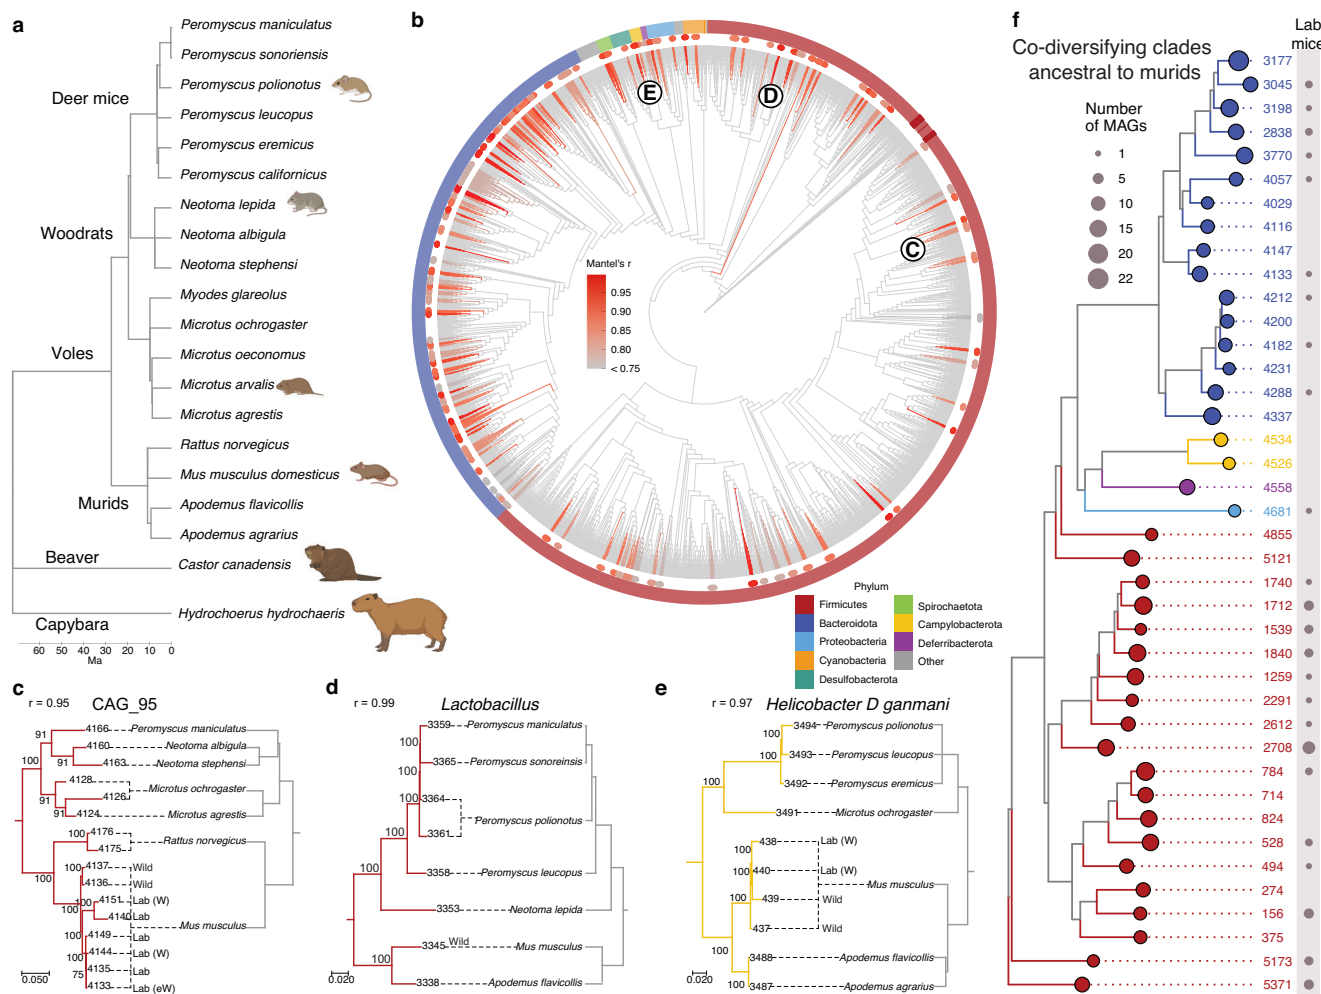 a
Peromyscus maniculatus
Peromyscus sonoriensis
Peromyscus polionotus
Deer mice
Peromyscus leucopus
Peromyscus eremicus
Peromyscus californicus
Neotoma lepida
Woodrats
Neotoma albigula
Neotoma stephensi
Myodes glareolus
Microtus ochrogaster
Voles
Microtus oeconomus
Microtus arvalis
Microtus agrestis
Rattus norvegicus
Mus musculus domesticus
Murids
Apodemus flavicollis
Apodemus agrarius
Beaver
Castor canadensis
Hydrochoerus hydrochaeris
Capybara
60 50 40 30 20 10 0
Ma
b
E
D
C
Mantel's r
0.95
0.90
0.85
0.80
< 0.75
Phylum
Firmicutes
Bacteroidota
Proteobacteria
Cyanobacteria
Desulfobacterota
Spirochaetota
Campylobacterota
Deferribacterota
Other
c
r = 0.95
CAG_95
4166
Peromyscus maniculatus
91
4160
Neotoma albigula
91
4163
Neotoma stephensi
100
4128
Microtus ochrogaster
91
4126
91
4124
Microtus agrestis
4176
100
Rattus norvegicus
4175
100
4137
Wild
4136
Wild
100
4151
Lab (W)
100
100
4140
Lab
Mus musculus
4149
Lab
100
4144
Lab (W)
100
4135
Lab
75
4133
Lab (eW)
0.050
d
r = 0.99
Lactobacillus
3359
Peromyscus maniculatus
100
3365
Peromyscus sonoreinsis
100
100
3364
Peromyscus polionotus
3361
100
3358
Peromyscus leucopus
100
3353
Neotoma lepida
3345
Wild
Mus musculus
100
3338
Apodemus flavicollis
0.020
e
r = 0.97
Helicobacter D ganmani
3494
Peromyscus polionotus
100
3493
Peromyscus leucopus
100
3492
Peromyscus eremicus
100
3491
Microtus ochrogaster
438
Lab (W)
100
440
Lab (W)
100
Mus musculus
439
Wild
100
437
Wild
100
3488
Apodemus flavicollis
100
3487
Apodemus agrarius
0.020
f
Lab
mice
Co-diversifying clades
ancestral to murids
Number
of MAGs
1
5
10
15
20
22
3177
3045
3198
2838
3770
4057
4029
4116
4147
4133
4212
4200
4182
4231
4288
4337
4534
4526
4558
4681
4855
5121
1740
1712
1539
1840
1259
2291
2612
2708
784
714
824
528
494
274
156
375
5173
5371